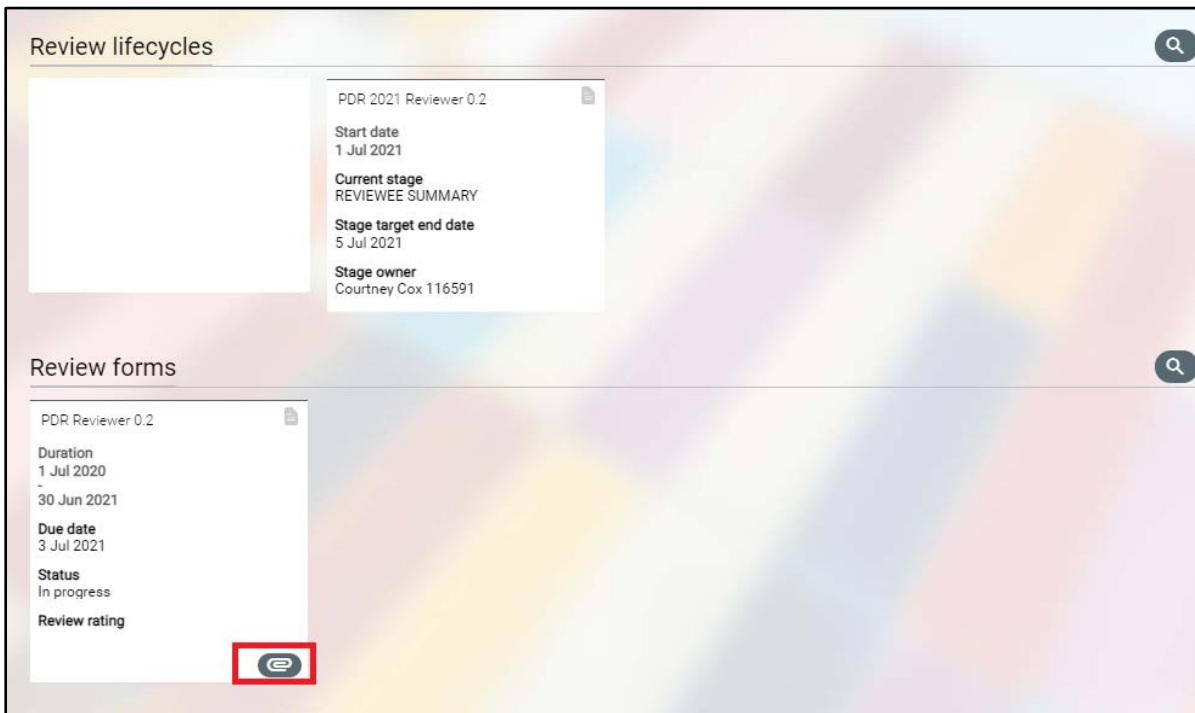 Review lifecycles
PDR 2021 Reviewer 0.2
Start date
1 Jul 2021
Current stage
REVIEWEE SUMMARY
Stage target end date
5 Jul 2021
Stage owner
Courtney Cox 116591
Review forms
PDR Reviewer 0.2
Duration
1 Jul 2020
-
30 Jun 2021
Due date
3 Jul 2021
Status
In progress
Review rating